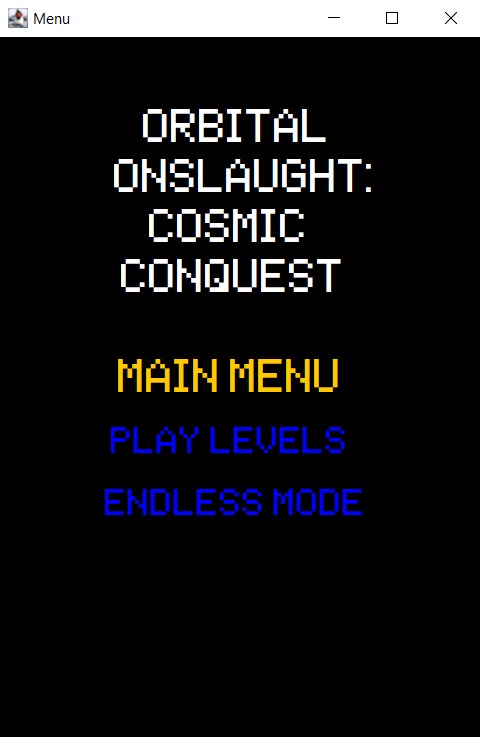 Menu
ORBITAL
ONSLAUGHT:
COSMIC
CONQUEST
MAIN MENU
PLAY LEVELS
ENDLESS MODE